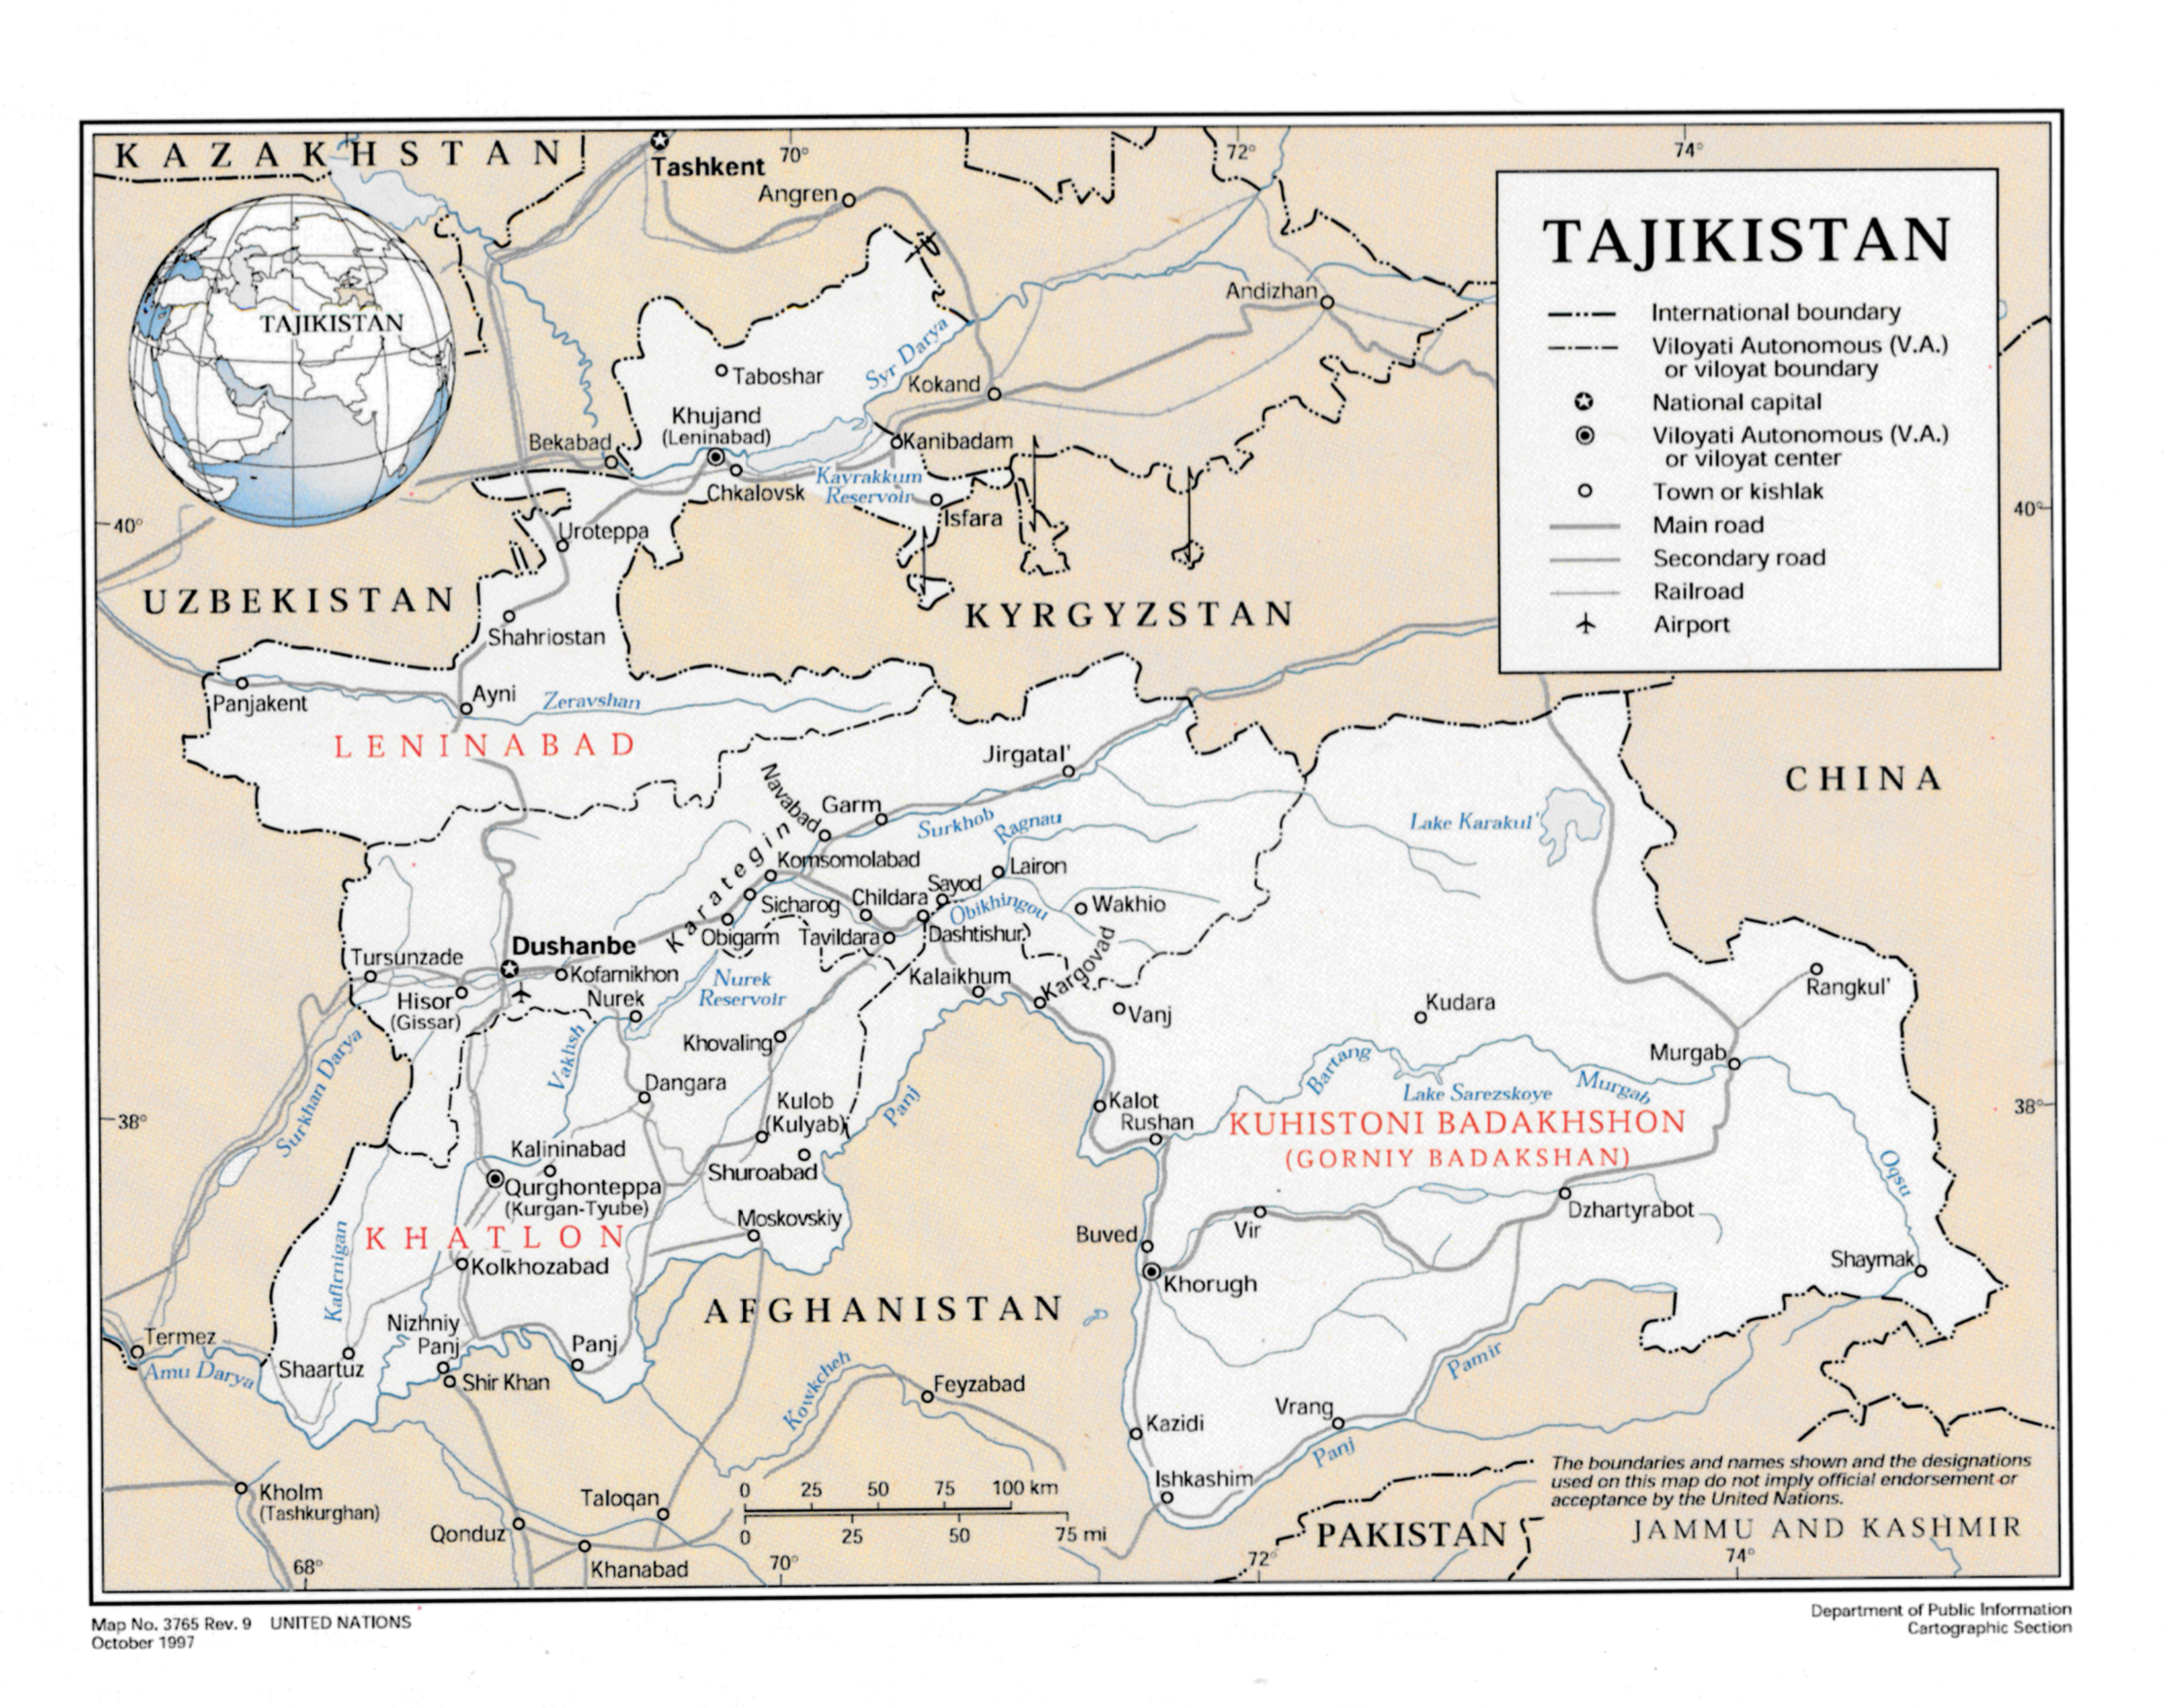 KAZAKHSTAN
Tashkent
70°
72°
74°
Angren
TAJIKISTAN
International boundary
Viloyati Autonomous (V.A.)
or viloyat boundary
National capital
Viloyati Autonomous (V.A.)
or viloyat center
Town or kishlak
Main road
Secondary road
Railroad
Airport
TAJIKISTAN
Andizhan
Syr Darya
Taboshar
Kokand
Khujand
(Leninabad)
Bekabad
Kanibadam
Chkalovsk
Kayrakkum
Reservoir
Isfara
40°
40°
Uroteppa
UZBEKISTAN
KYRGYZSTAN
Shahriostan
Panjakent
Ayni
Zeravshan
LENINABAD
Jirgatal'
CHINA
Navabad
Garm
Surkhob
Ragnau
Lake Karakul'
Karategin
Komsomolabad
Lairon
Sayod
Sicharog
Childara
Obikhingou
Wakhio
Obigarm
Tavildara
Dashtishur
Dushanbe
Tursunzade
Kofarnikhon
Hisor
(Gissar)
Nurek
Nurek
Reservoir
Kalaikhum
Kargovad
Vanj
Kudara
Rangkul'
Surkhan Darya
Vakhsh
Khovaling
Murgab
Bartang
Lake Sarezskoye
Murgab
Dangara
Kulob
(Kulyab)
Panj
Kalot
Rushan
38°
38°
KUHISTONI BADAKHSHON
(GORNIY BADAKSHAN)
Kalininabad
Shuroabad
Qurghonteppa
(Kurgan-Tyube)
Oqsu
KHATLON
Moskovskiy
Dzhartyrabot
Buved
Vir
Kafirnigan
Kolkhozabad
Khorugh
Shaymak
AFGHANISTAN
Nizhniy
Panj
Panj
Termez
Amu Darya
Shaartuz
Shir Khan
Pamir
Kowkcheh
Feyzabad
Kazidi
Vrang
Panj
Ishkashim
The boundaries and names shown and the designations
used on this map do not imply official endorsement or
acceptance by the United Nations.
Kholm
(Tashkurghan)
Taloqan
0 25 50 75 100 km
0 25 50 75 mi
Qonduz
Khanabad
PAKISTAN
JAMMU AND KASHMIR
68°
70°
72°
74°
Map No. 3765 Rev. 9 UNITED NATIONS
October 1997
Department of Public Information
Cartographic Section